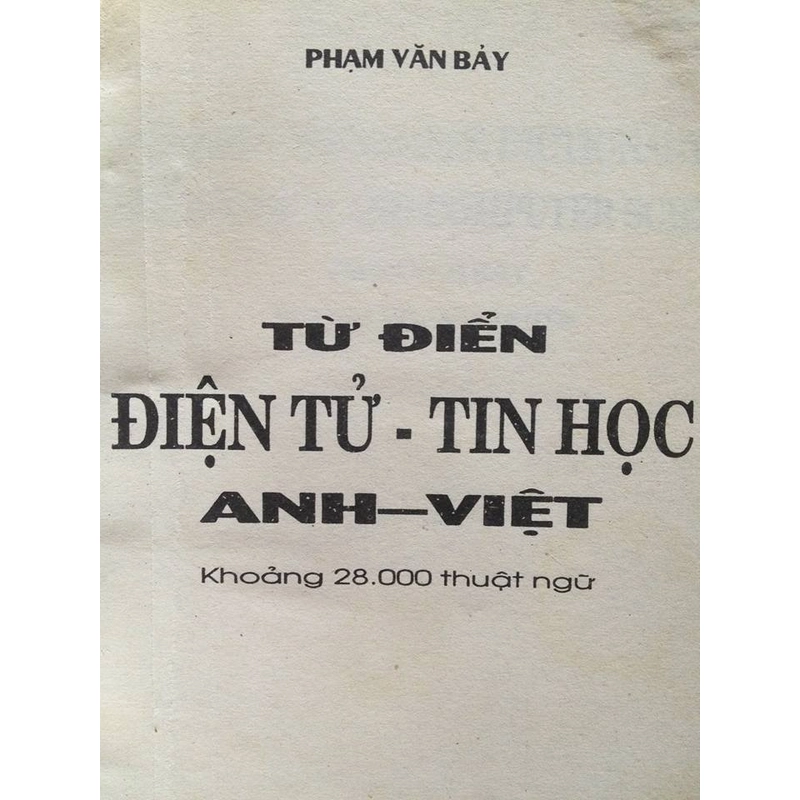 PHẠM VĂN BẢY
TỪ ĐIỂN
ĐIỆN TỬ - TIN HỌC
ANH—VIỆT
Khoảng 28.000 thuật ngữ